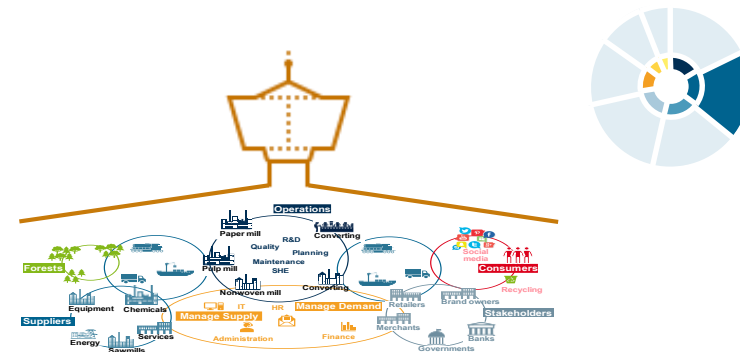 Operations
Paper mill
Converting
R&D
Quality
Planning
Maintenance
SHE
Pulp mill
Nonwoven mill
Converting
Forests
Social
media
Consumers
Recycling
Equipment
Chemicals
IT
HR
Manage Demand
Manage Supply
Retailers
Brand owners
Stakeholders
Suppliers
Services
Energy
Sawmills
Administration
Finance
Merchants
Banks
Governments